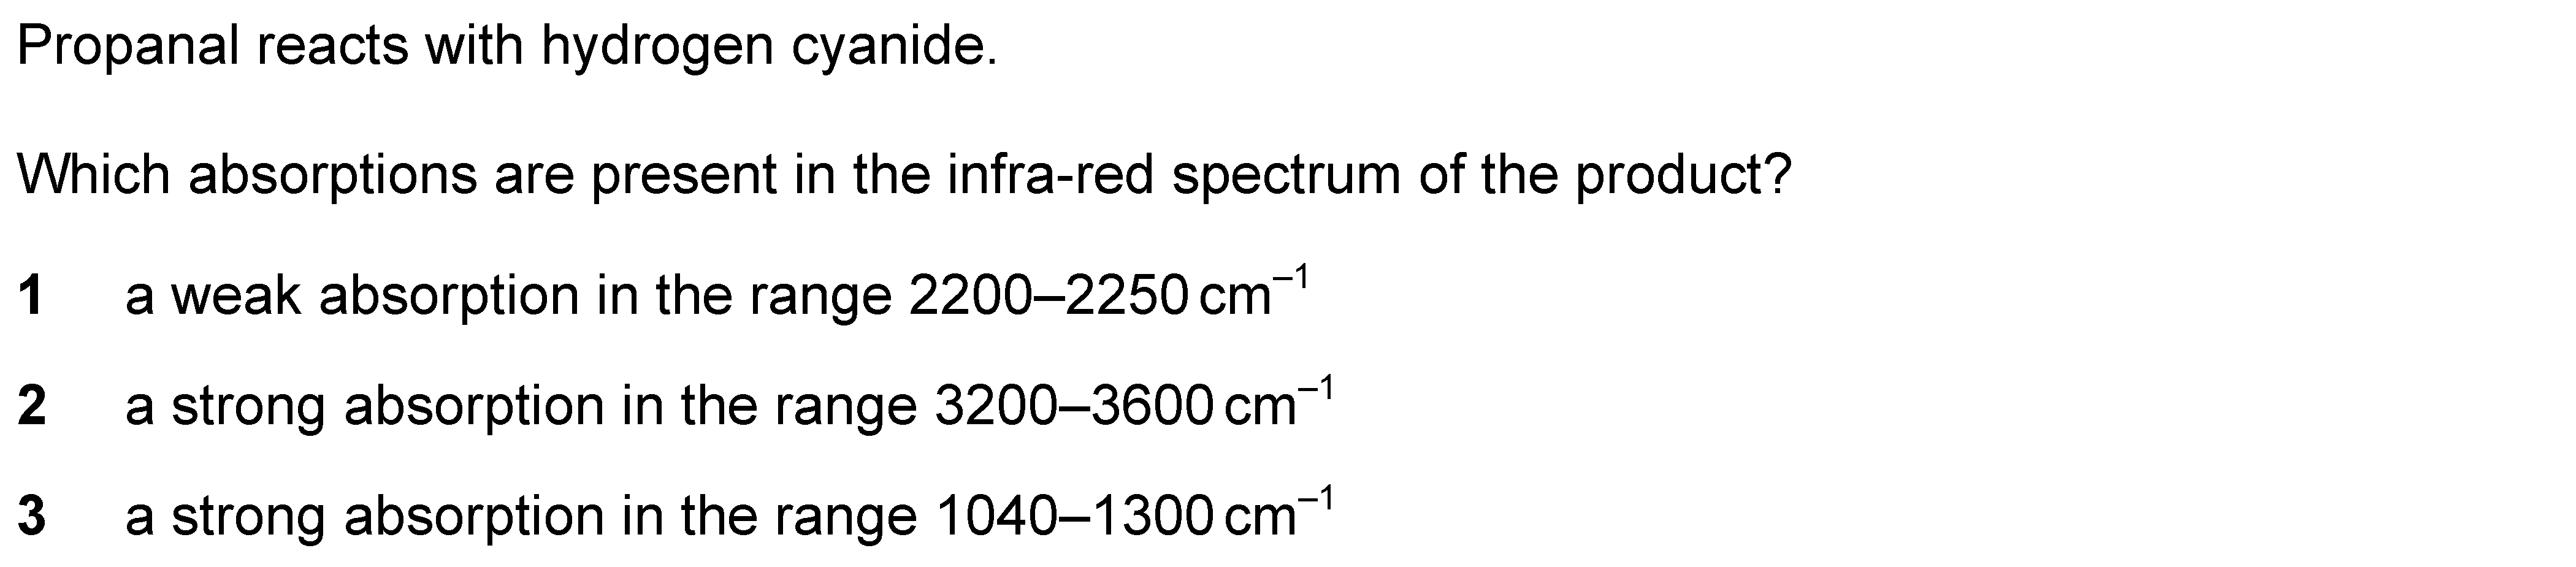 Propanal reacts with hydrogen cyanide.
Which absorptions are present in the infra-red spectrum of the product?
1 a weak absorption in the range 2200–2250 cm⁻¹
2 a strong absorption in the range 3200–3600 cm⁻¹
3 a strong absorption in the range 1040–1300 cm⁻¹